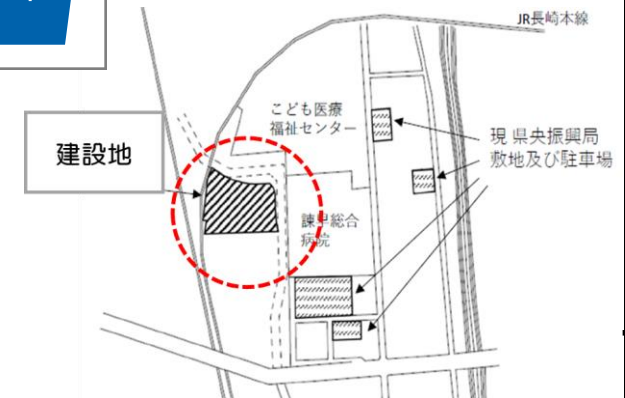 JR長崎本線
こども医療
福祉センター
建設地
現 県央振興局
敷地及び駐車場
諫早総合
病院